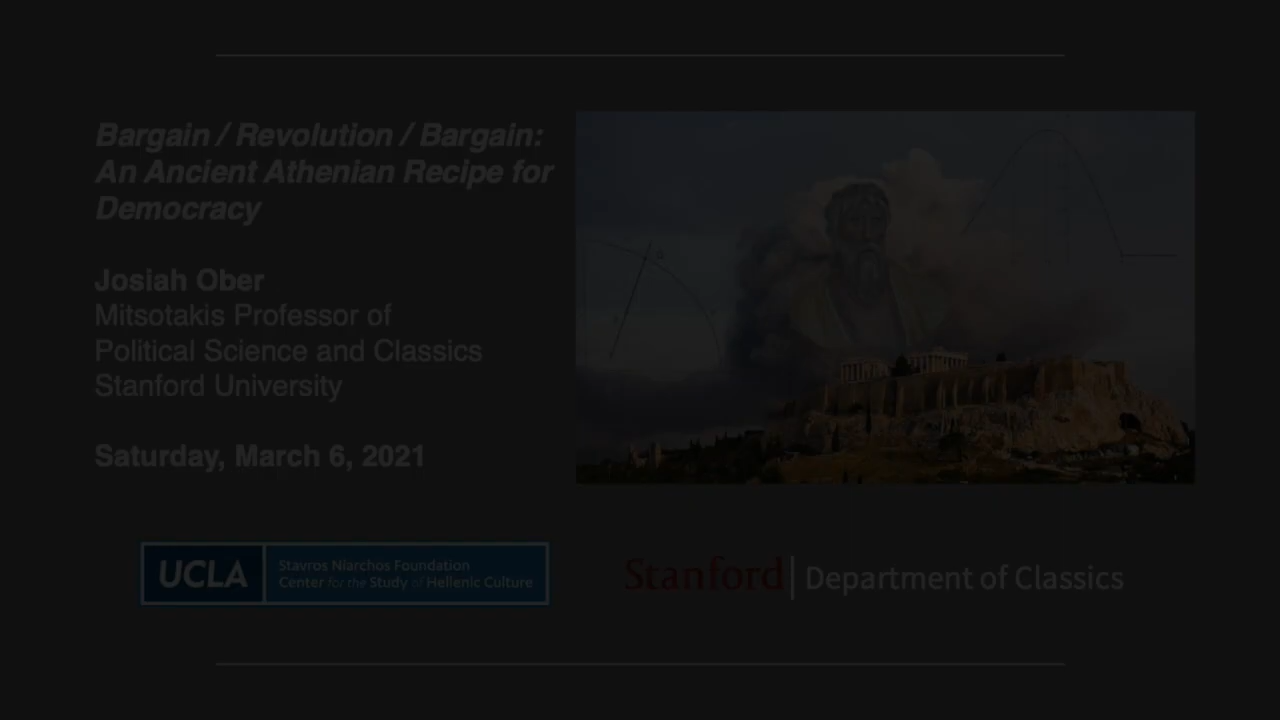 Bargain / Revolution / Bargain:
An Ancient Athenian Recipe for
Democracy
Josiah Ober
Mitsotakis Professor of
Political Science and Classics
Stanford University
Saturday, March 6, 2021
UCLA
Stavros Niarchos Foundation
Center for the Study of Hellenic Culture
Stanford | Department of Classics